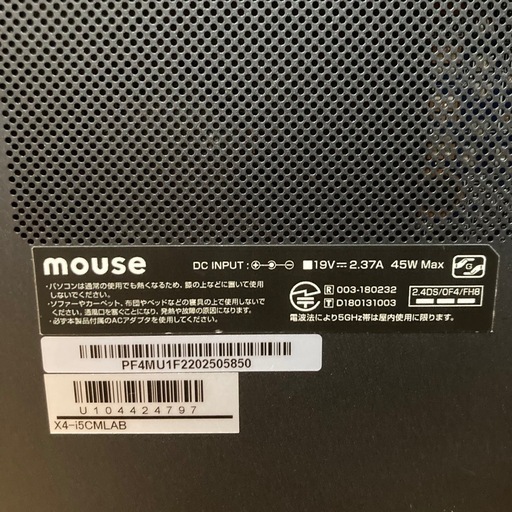 mouse
DC INPUT: ■19V 2.37A 45W Max
・パソコンは通常の使用でも熱くなるため、膝の上などに置いて使用
しないでください。
・ソファーやカーペット、布団やベッドなどの寝具の上で使用しないで
ください。通風口を塞ぐことになり、発熱や故障の原因になります。
・必ず本製品付属のACアダプタを使用してください。
R 003-180232
T D180131003
2.4DS/OF4/FH8
電波法により5GHz帯は屋内使用に限ります。
PF4MU1F2202505850
U104424797
X4-i5CMLAB